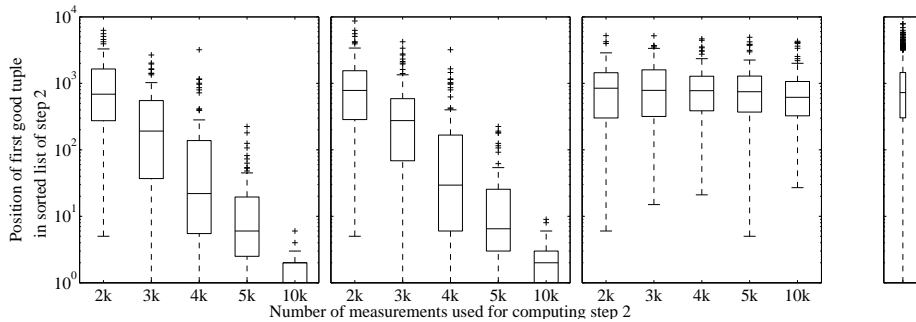 10^4
10^3
10^2
10^1
10^0
Position of first good tuple
in sorted list of step 2
2k 3k 4k 5k 10k 2k 3k 4k 5k 10k 2k 3k 4k 5k 10k
Number of measurements used for computing step 2